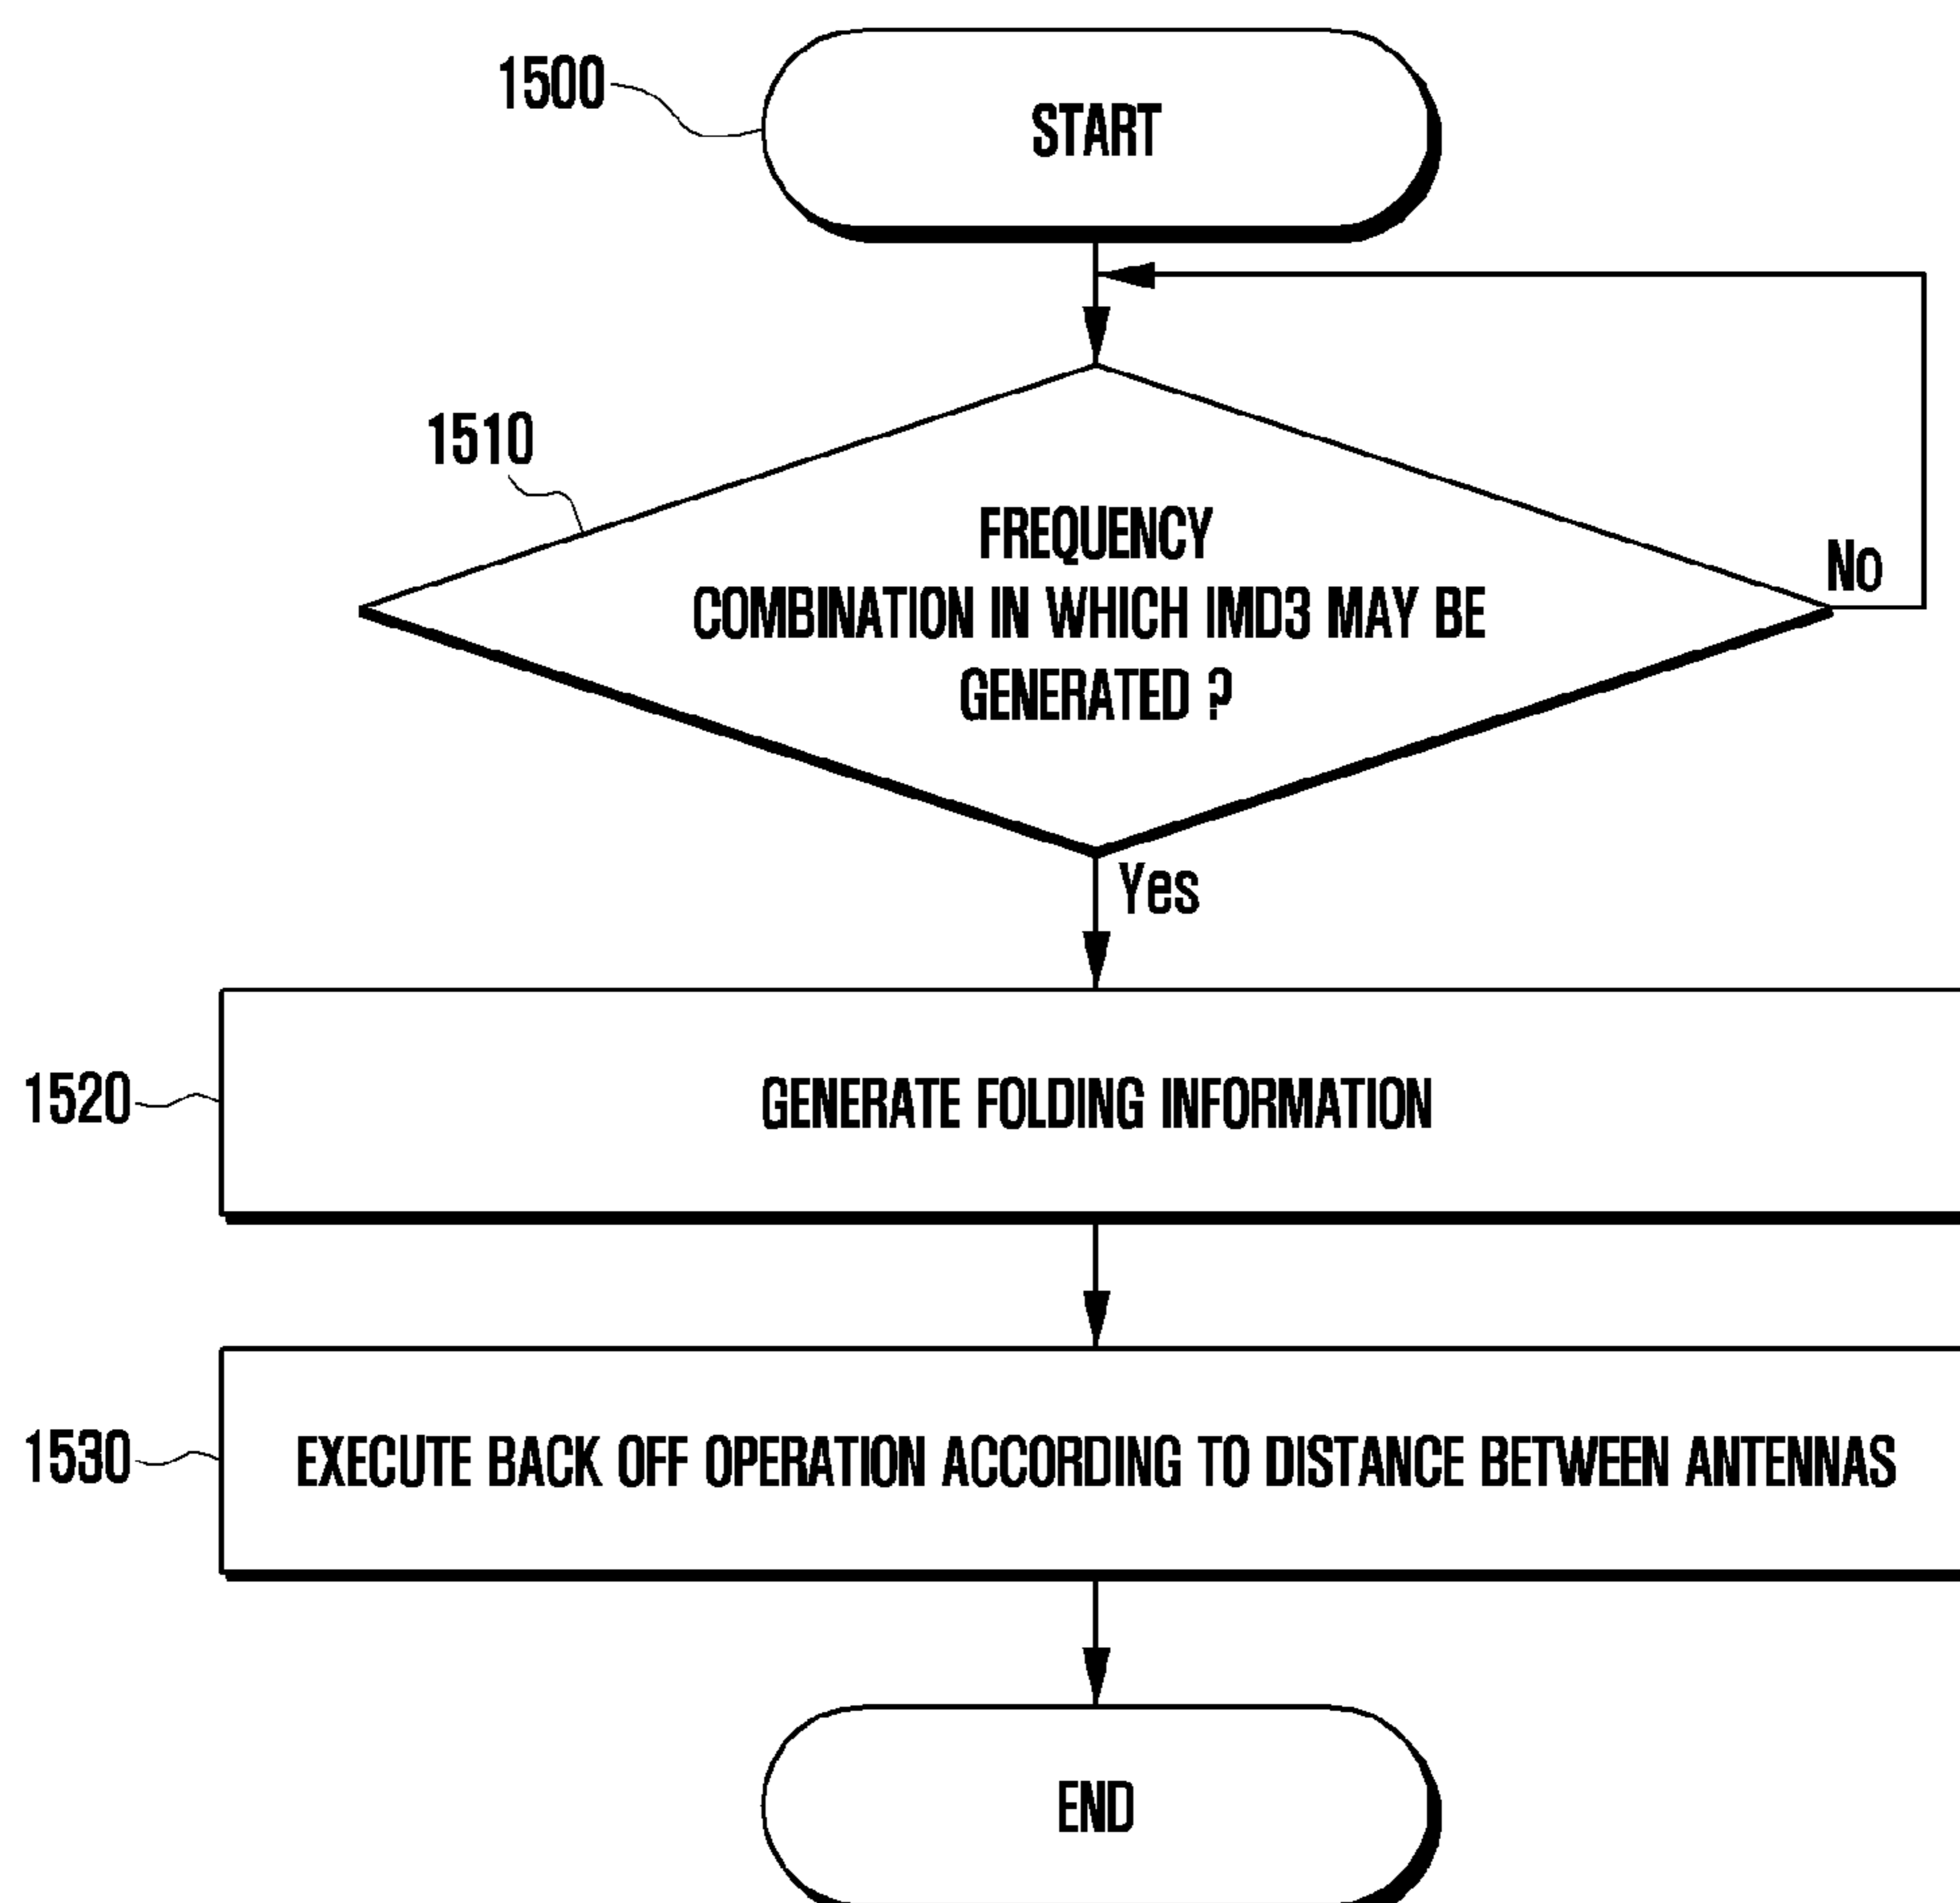 1500
START
1510
FREQUENCY
COMBINATION IN WHICH IMD3 MAY BE
GENERATED ?
No
Yes
1520
GENERATE FOLDING INFORMATION
1530
EXECUTE BACK OFF OPERATION ACCORDING TO DISTANCE BETWEEN ANTENNAS
END